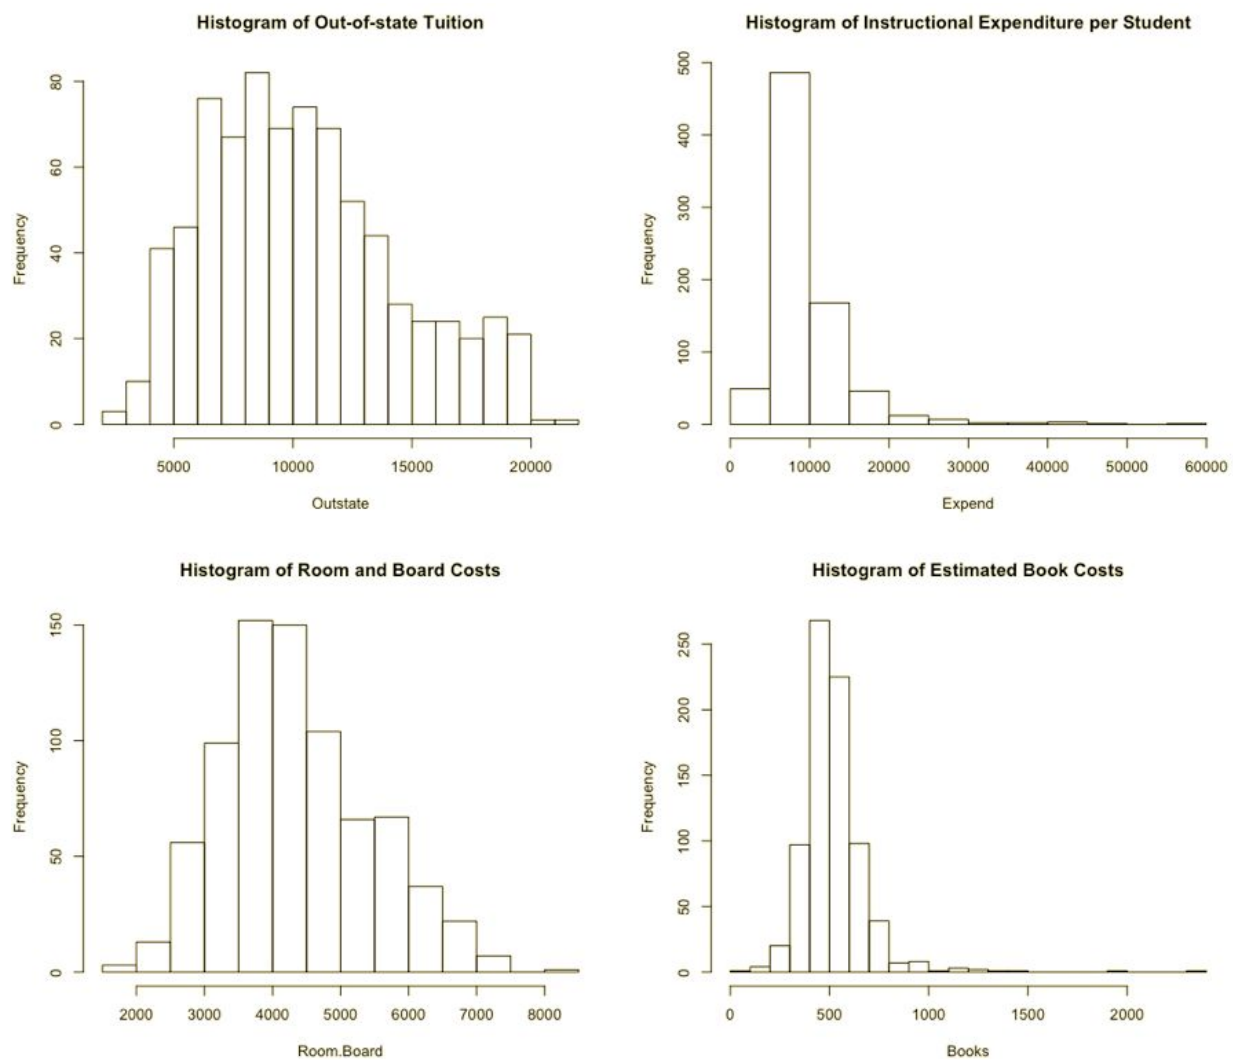 Histogram of Out-of-state Tuition
Frequency
0 20 40 60 80
5000 10000 15000 20000
Outstate
Histogram of Instructional Expenditure per Student
Frequency
0 100 200 300 400 500
0 10000 20000 30000 40000 50000 60000
Expend
Histogram of Room and Board Costs
Frequency
0 50 100 150
2000 3000 4000 5000 6000 7000 8000
Room.Board
Histogram of Estimated Book Costs
Frequency
0 50 100 150 200 250
0 500 1000 1500 2000
Books